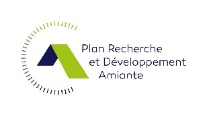 Plan Recherche
et Développement
Amiante